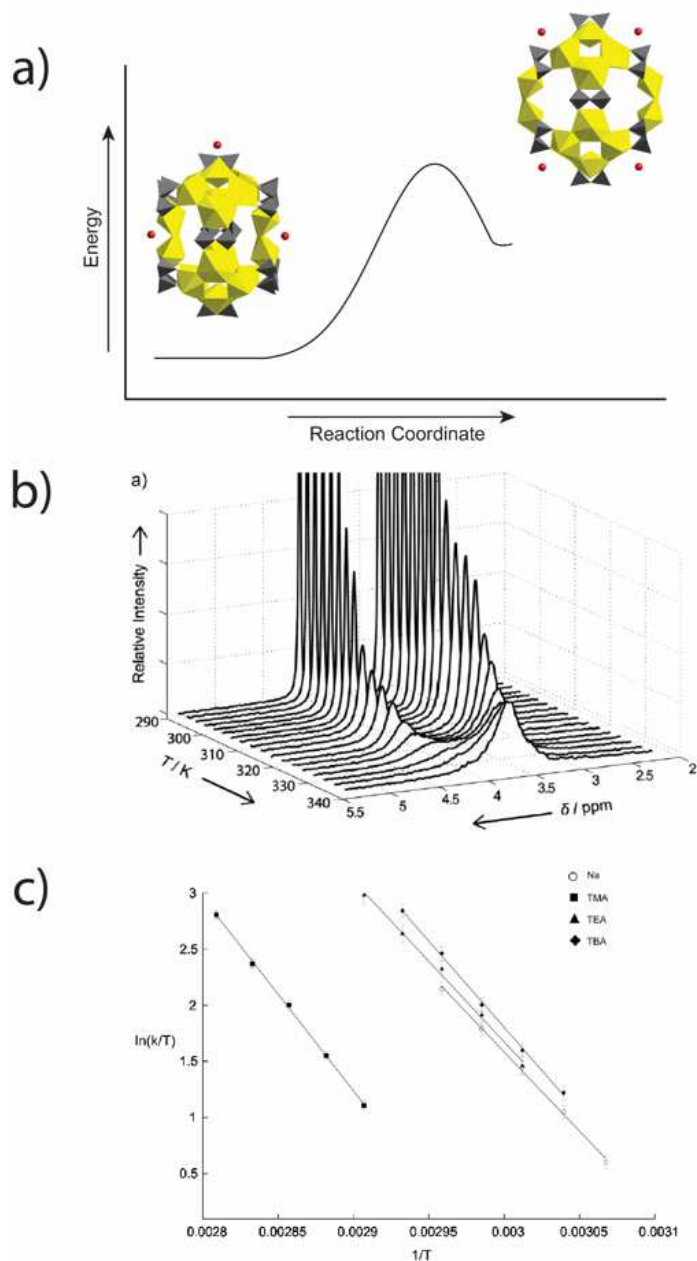 a)
Energy
Reaction Coordinate
b)
a)
Relative Intensity
290
300
310
320
330
340
T / K
5.5
5
4.5
4
3.5
3
2.5
2
δ / ppm
c)
Na
TMA
TEA
TBA
3
2.5
2
1.5
1
0.5
ln(k/T)
0.0028
0.00285
0.0029
0.00295
0.003
0.00305
0.0031
1/T